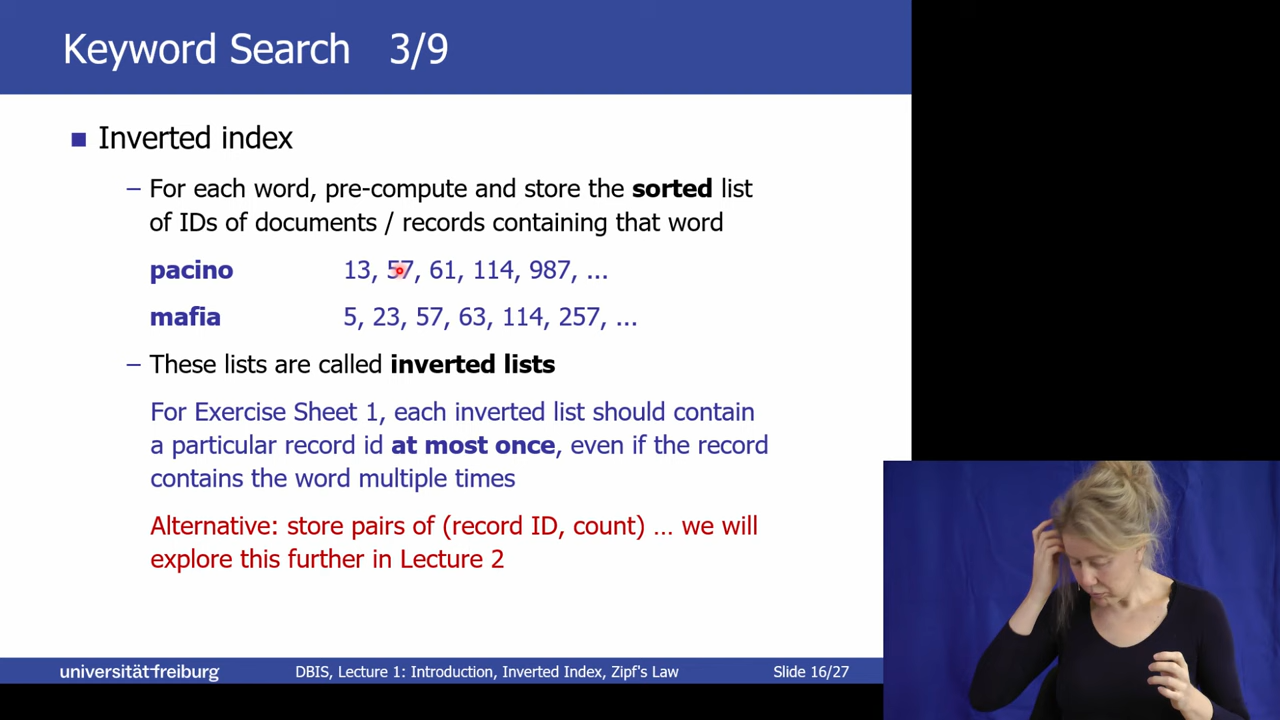 Keyword Search 3/9
Inverted index
– For each word, pre-compute and store the sorted list
of IDs of documents / records containing that word
pacino 13, 57, 61, 114, 987, ...
mafia 5, 23, 57, 63, 114, 257, ...
– These lists are called inverted lists
For Exercise Sheet 1, each inverted list should contain
a particular record id at most once, even if the record
contains the word multiple times
Alternative: store pairs of (record ID, count) ... we will
explore this further in Lecture 2
universität freiburg DBIS, Lecture 1: Introduction, Inverted Index, Zipf's Law Slide 16/27